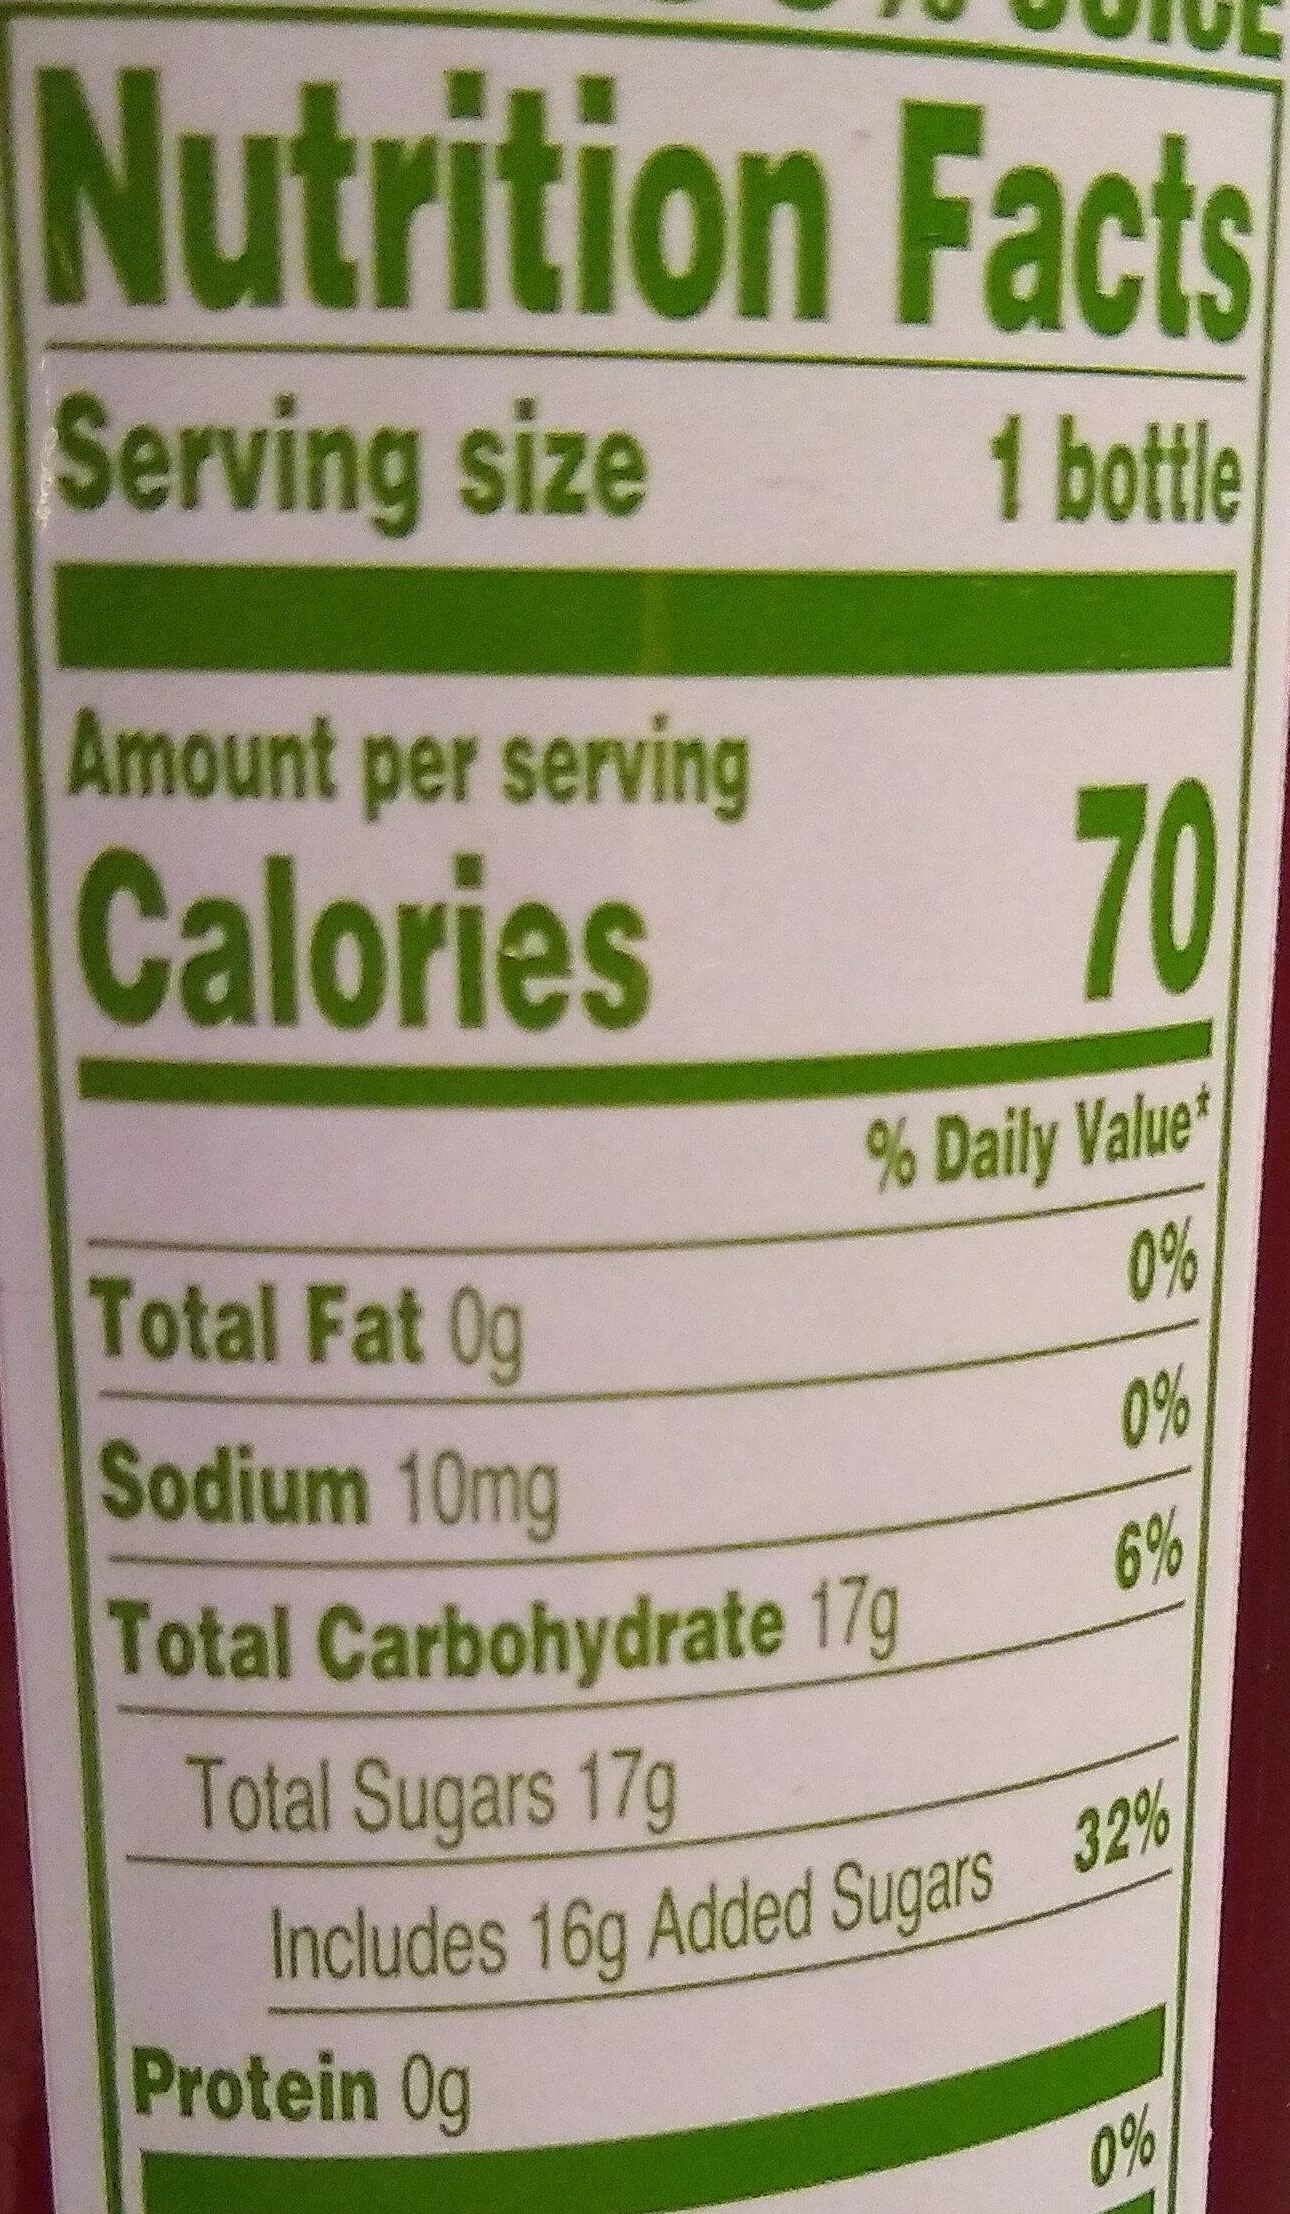 % JUICE
Nutrition Facts
Serving size 1 bottle
Amount per serving
Calories 70
% Daily Value*
Total Fat 0g 0%
Sodium 10mg 0%
Total Carbohydrate 17g 6%
Total Sugars 17g
Includes 16g Added Sugars 32%
Protein 0g
0%